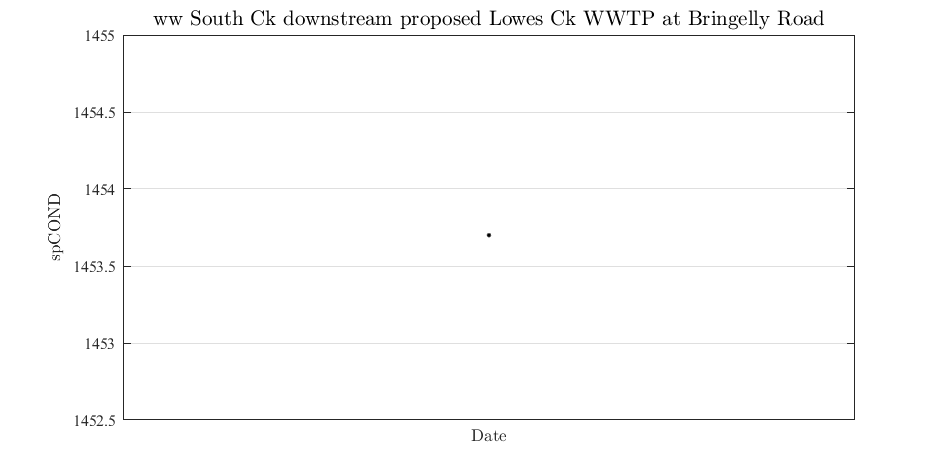 ww South Ck downstream proposed Lowes Ck WWTP at Bringelly Road
1455
1454.5
1454
1453.5
1453
1452.5
spCOND
Date